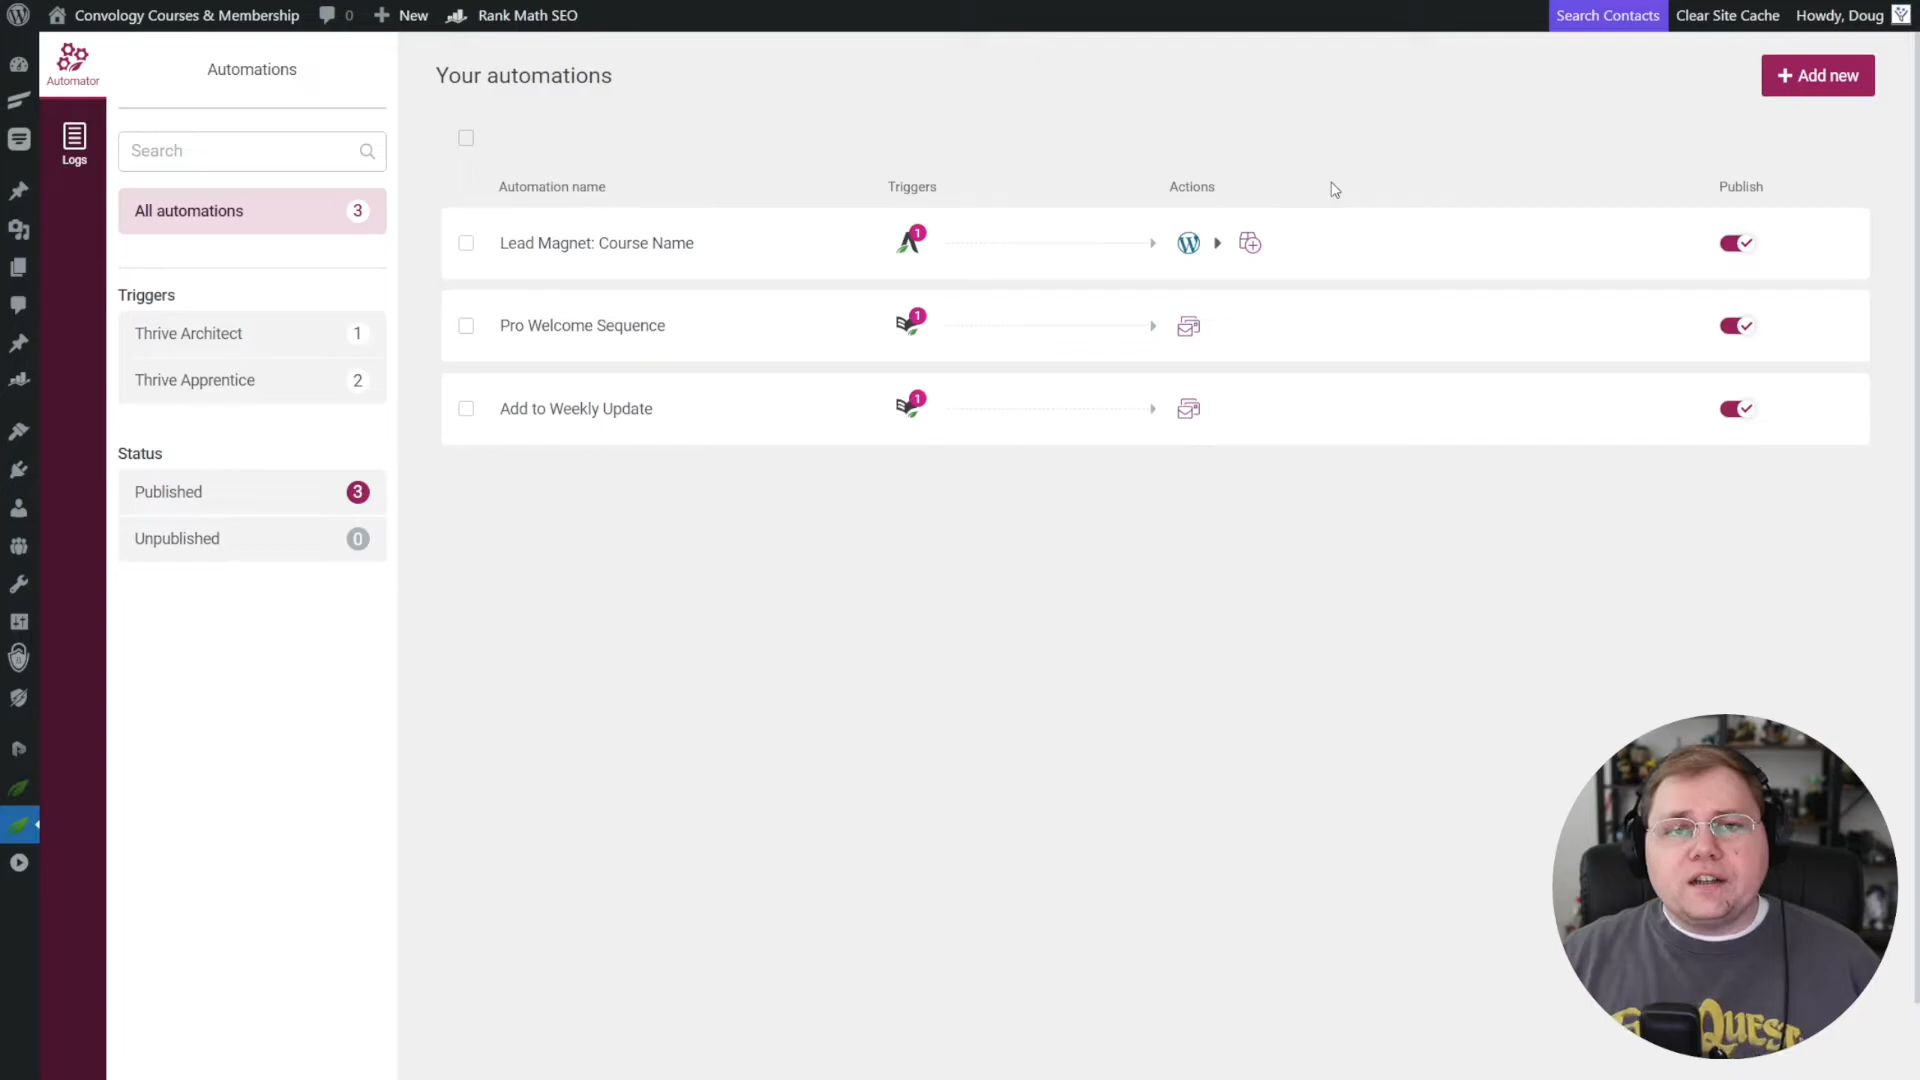 Convology Courses & Membership
0
New
Rank Math SEO
Search Contacts
Clear Site Cache
Howdy, Doug
Automator
Logs
Automations
Search
All automations 3
Triggers
Thrive Architect 1
Thrive Apprentice 2
Status
Published 3
Unpublished 0
Your automations
+ Add new
Automation name
Triggers
Actions
Publish
Lead Magnet: Course Name
1
Pro Welcome Sequence
1
Add to Weekly Update
1